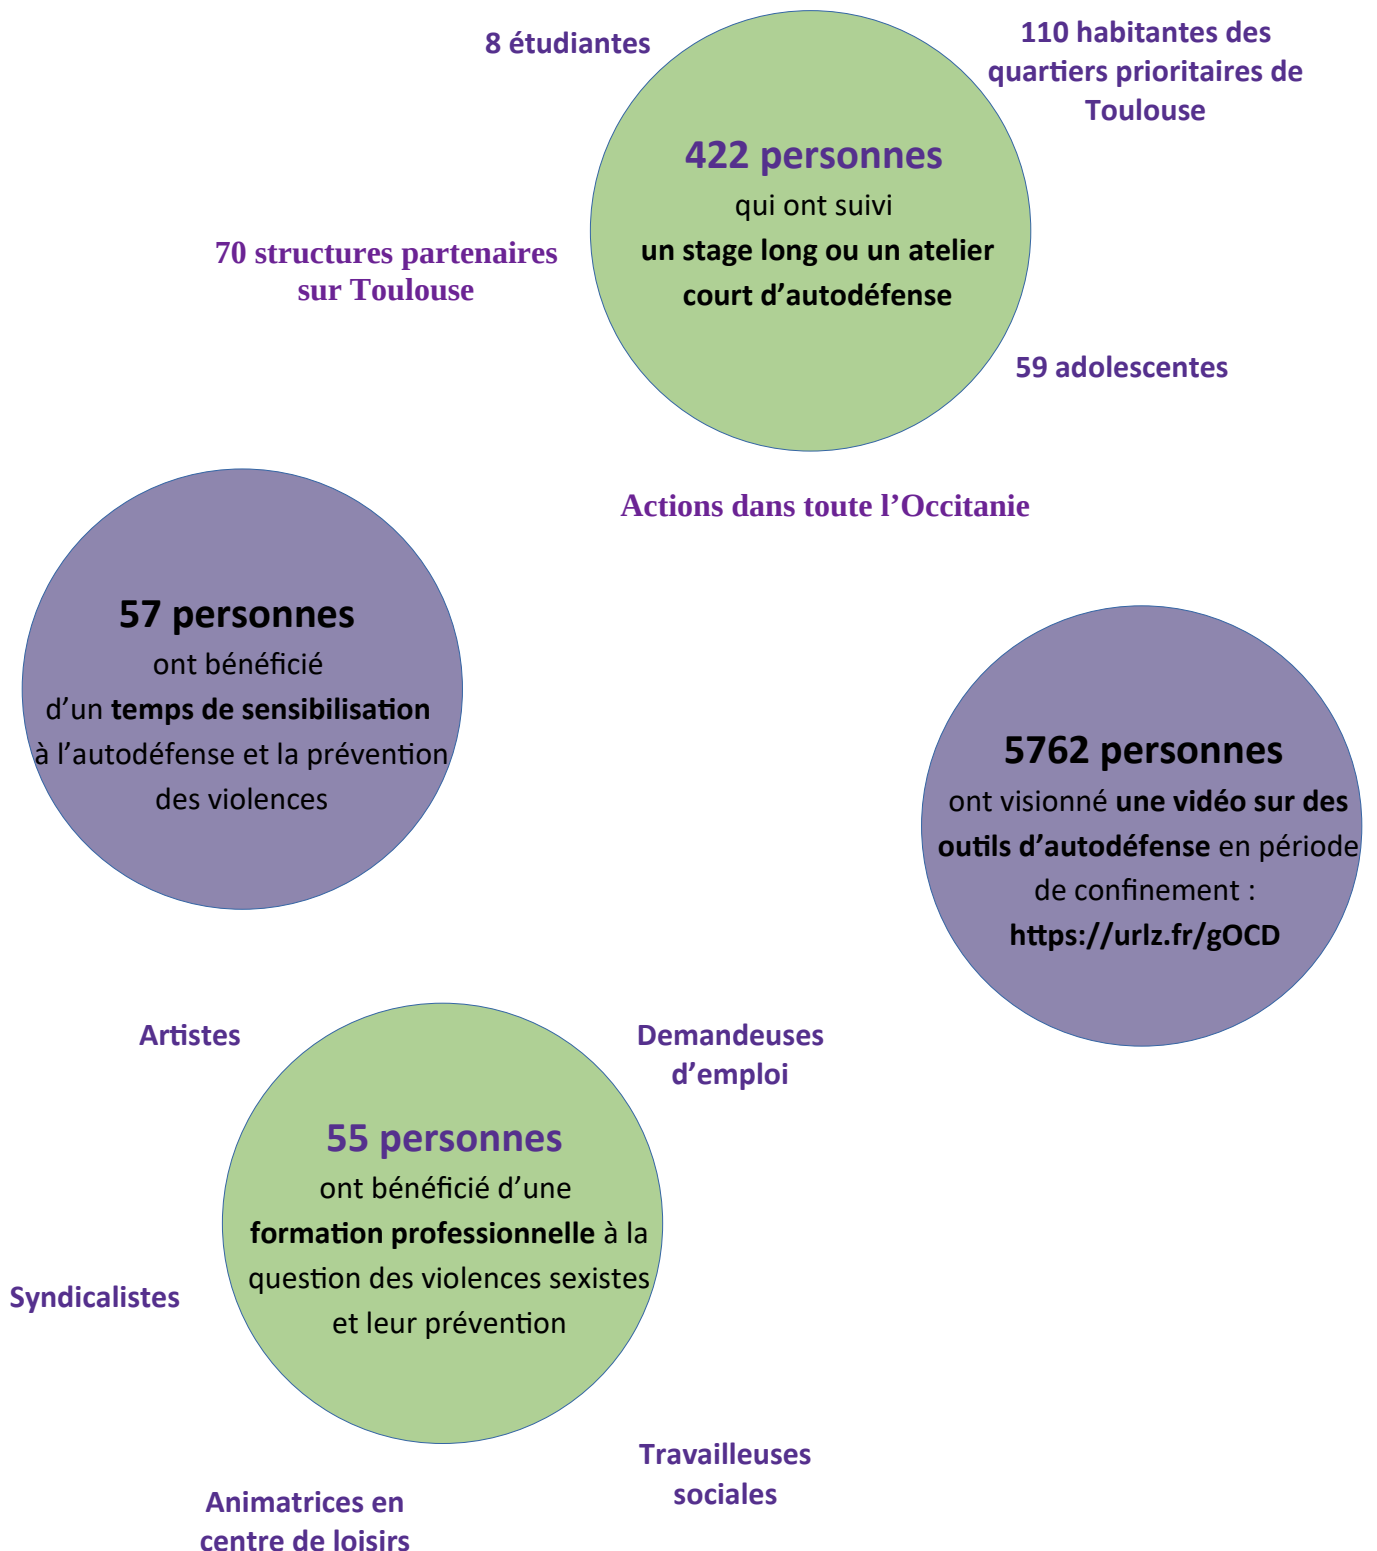 8 étudiantes
110 habitantes des
quartiers prioritaires de
Toulouse
422 personnes
qui ont suivi
un stage long ou un atelier
court d’autodéfense
70 structures partenaires
sur Toulouse
59 adolescentes
Actions dans toute l’Occitanie
57 personnes
ont bénéficié
d’un temps de sensibilisation
à l’autodéfense et la prévention
des violences
5762 personnes
ont visionné une vidéo sur des
outils d’autodéfense en période
de confinement :
https://urlz.fr/gOCD
Artistes
Demandeuses
d’emploi
55 personnes
ont bénéficié d’une
formation professionnelle à la
question des violences sexistes
et leur prévention
Syndicalistes
Travailleuses
sociales
Animatrices en
centre de loisirs